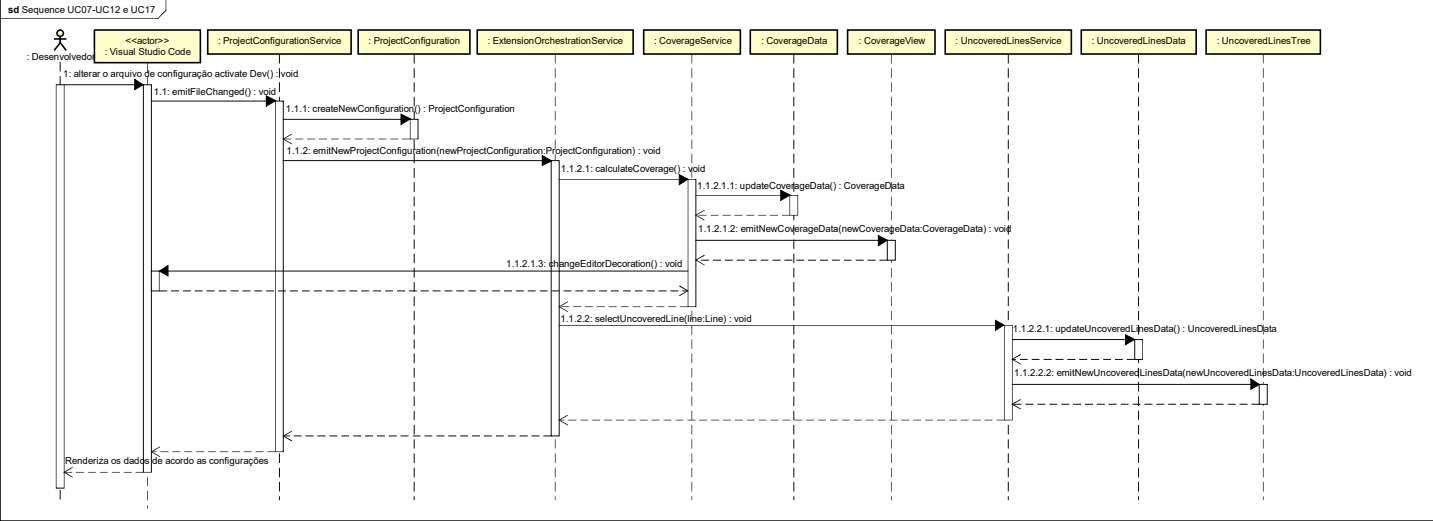 sd Sequence UC07-UC12 e UC17
: Desenvolvedor
<<actor>>
: Visual Studio Code
: ProjectConfigurationService
: ProjectConfiguration
: ExtensionOrchestrationService
: CoverageService
: CoverageData
: CoverageView
: UncoveredLinesService
: UncoveredLinesData
: UncoveredLinesTree
1: alterar o arquivo de configuração activate Dev() : void
1.1: emitFileChanged() : void
1.1.1: createNewConfiguration() : ProjectConfiguration
1.1.2: emitNewProjectConfiguration(newProjectConfiguration:ProjectConfiguration) : void
1.1.2.1: calculateCoverage() : void
1.1.2.1.1: updateCoverageData() : CoverageData
1.1.2.1.2: emitNewCoverageData(newCoverageData:CoverageData) : void
1.1.2.1.3: changeEditorDecoration() : void
1.1.2.2: selectUncoveredLine(line:Line) : void
1.1.2.2.1: updateUncoveredLinesData() : UncoveredLinesData
1.1.2.2.2: emitNewUncoveredLinesData(newUncoveredLinesData:UncoveredLinesData) : void
Renderiza os dados de acordo as configurações